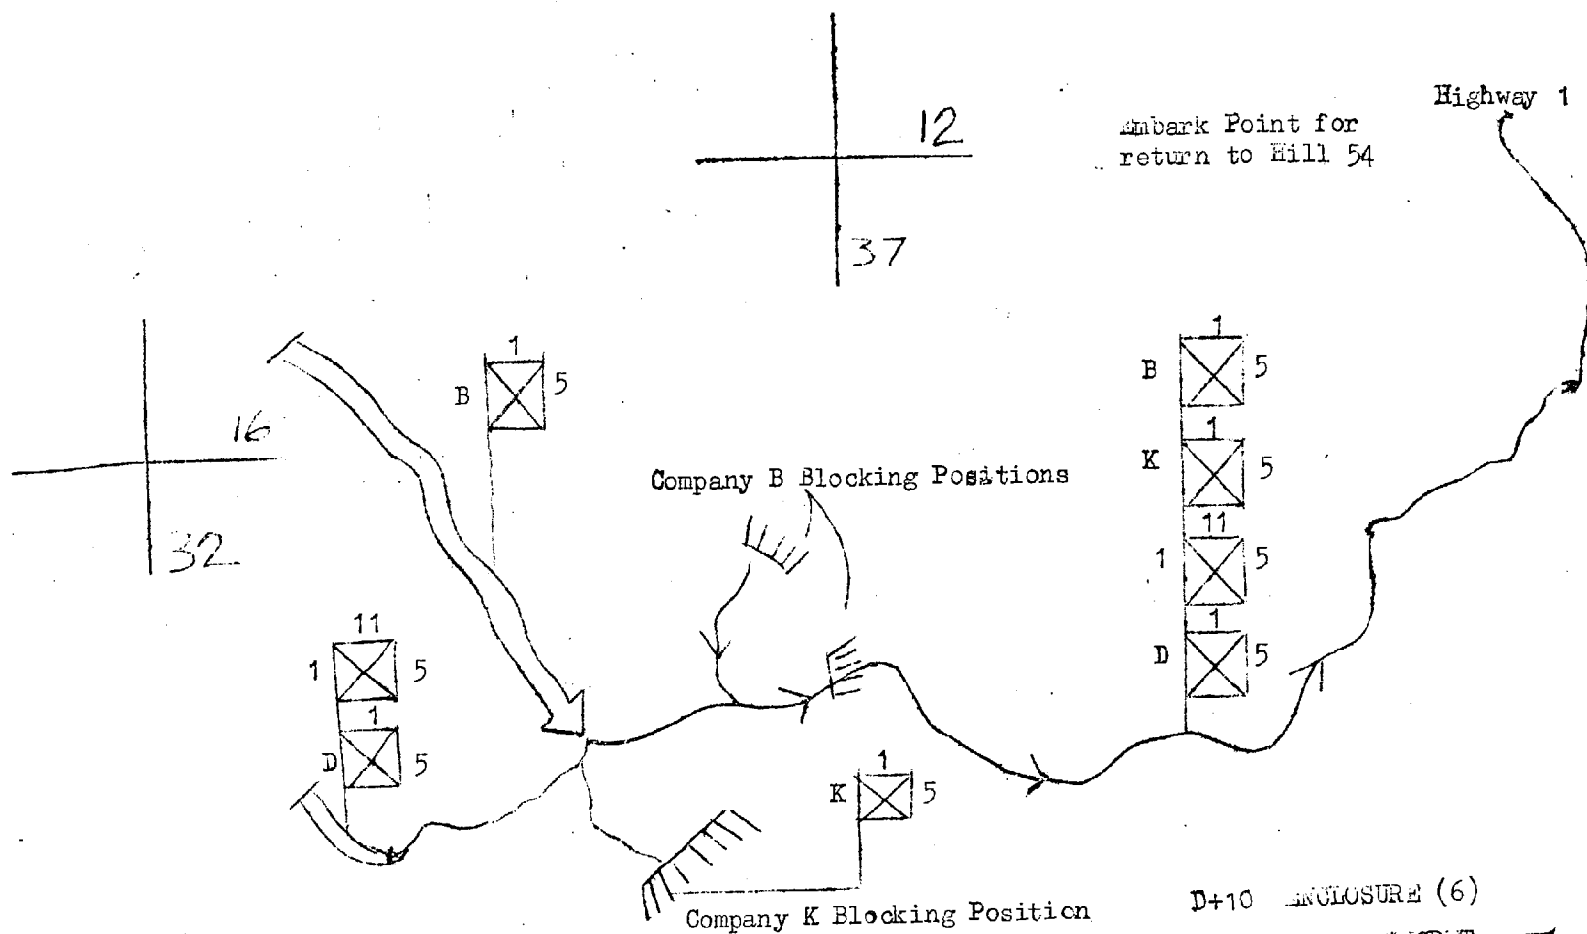 Highway 1
12
Embark Point for
return to Hill 54
37
1
B 5
1
B 5
16
1
K 5
Company B Blocking Positions
11
1 5
32
11
1 5
1
D 5
1
D 5
1
K 5
D+10 ENCLOSURE (6)
Company K Blocking Position